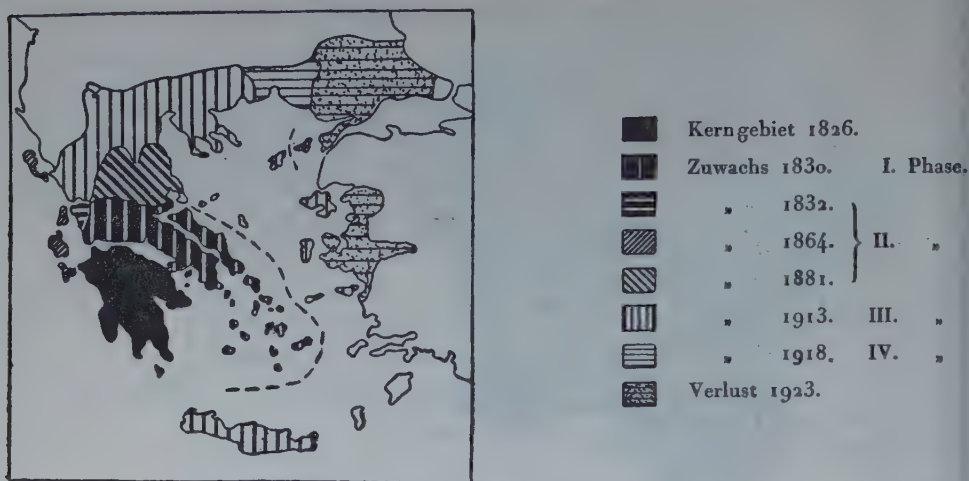 Kerngebiet 1826.
Zuwachs 1830. I. Phase.
„ 1832.
„ 1864. II. „
„ 1881.
„ 1913. III. „
„ 1918. IV. „
Verlust 1923.